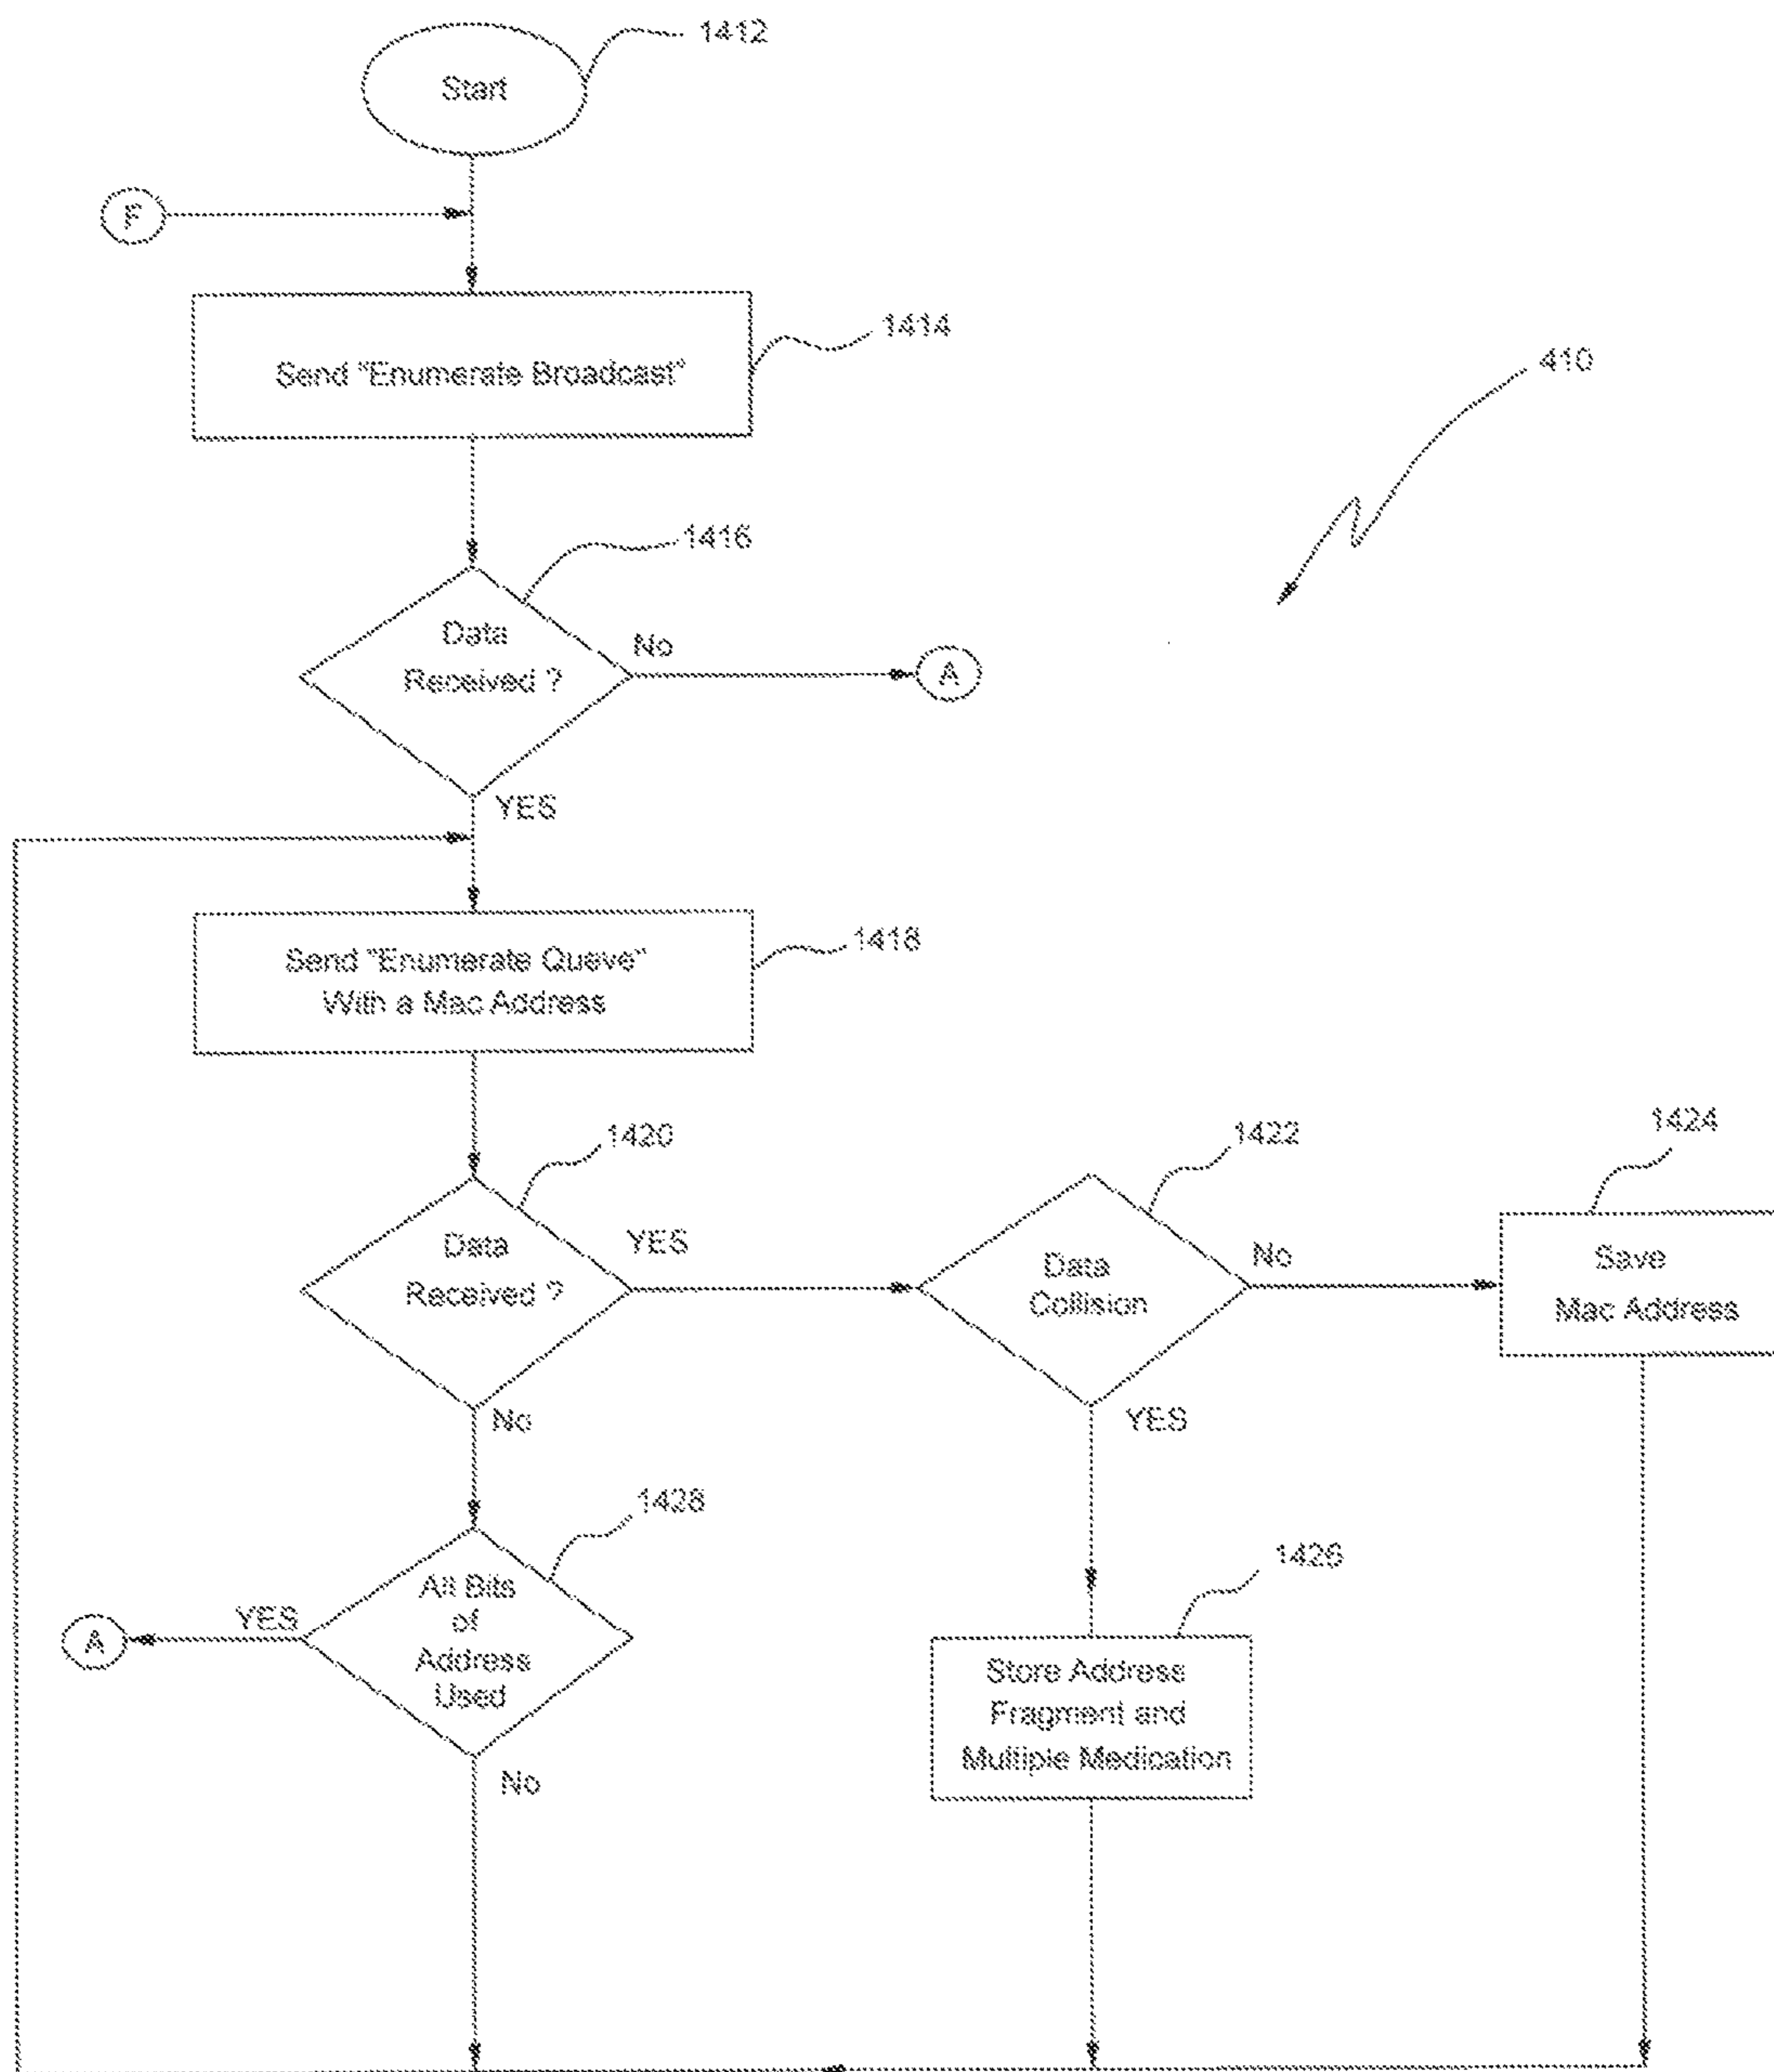 1412
Start
F
1414
Send "Enumerate Broadcast"
410
1416
Data
Received ?
No
A
YES
1418
Send "Enumerate Queve"
With a Mac Address
1420
Data
Received ?
YES
1422
Data
Collision
No
1424
Save
Mac Address
No
YES
1428
All Bits
of
Address
Used
YES
A
No
1426
Store Address
Fragment and
Multiple Medication